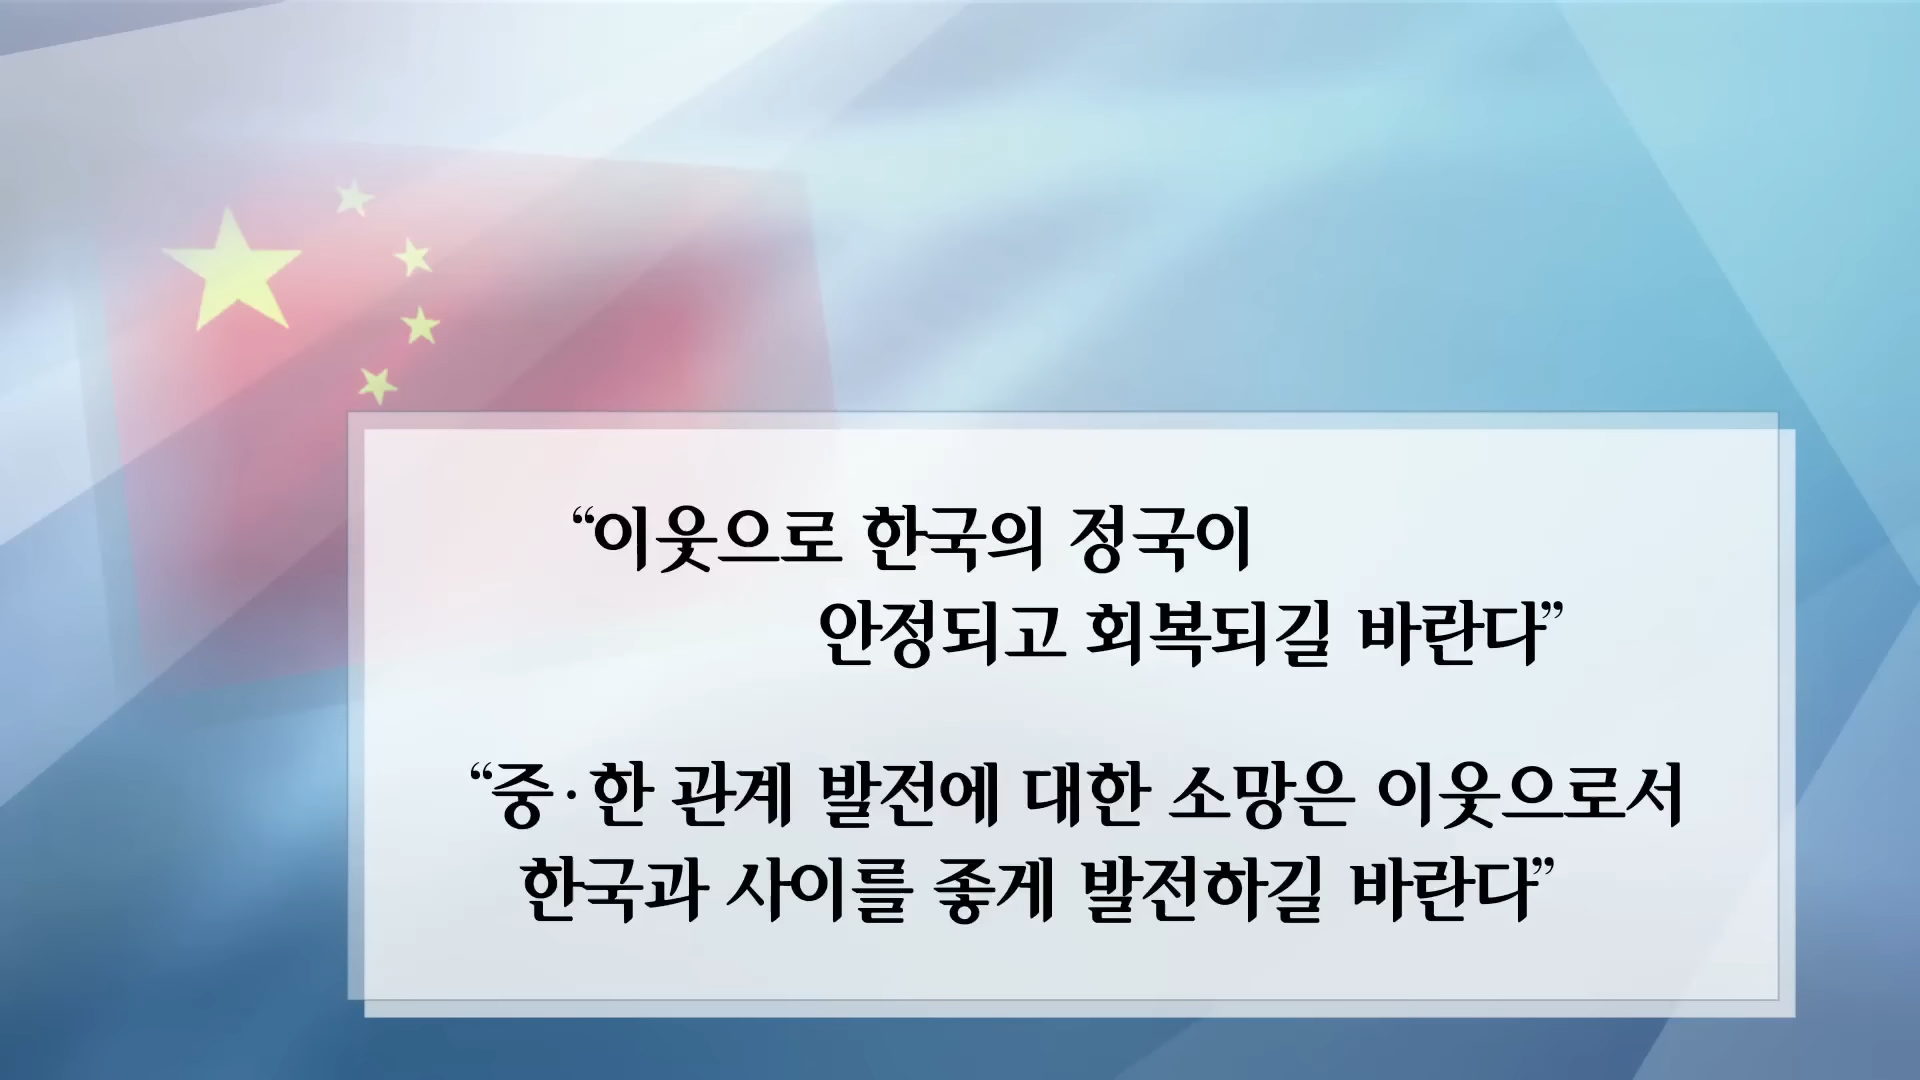 “이웃으로 한국의 정국이
안정되고 회복되길 바란다”
“중·한 관계 발전에 대한 소망은 이웃으로서
한국과 사이를 좋게 발전하길 바란다”